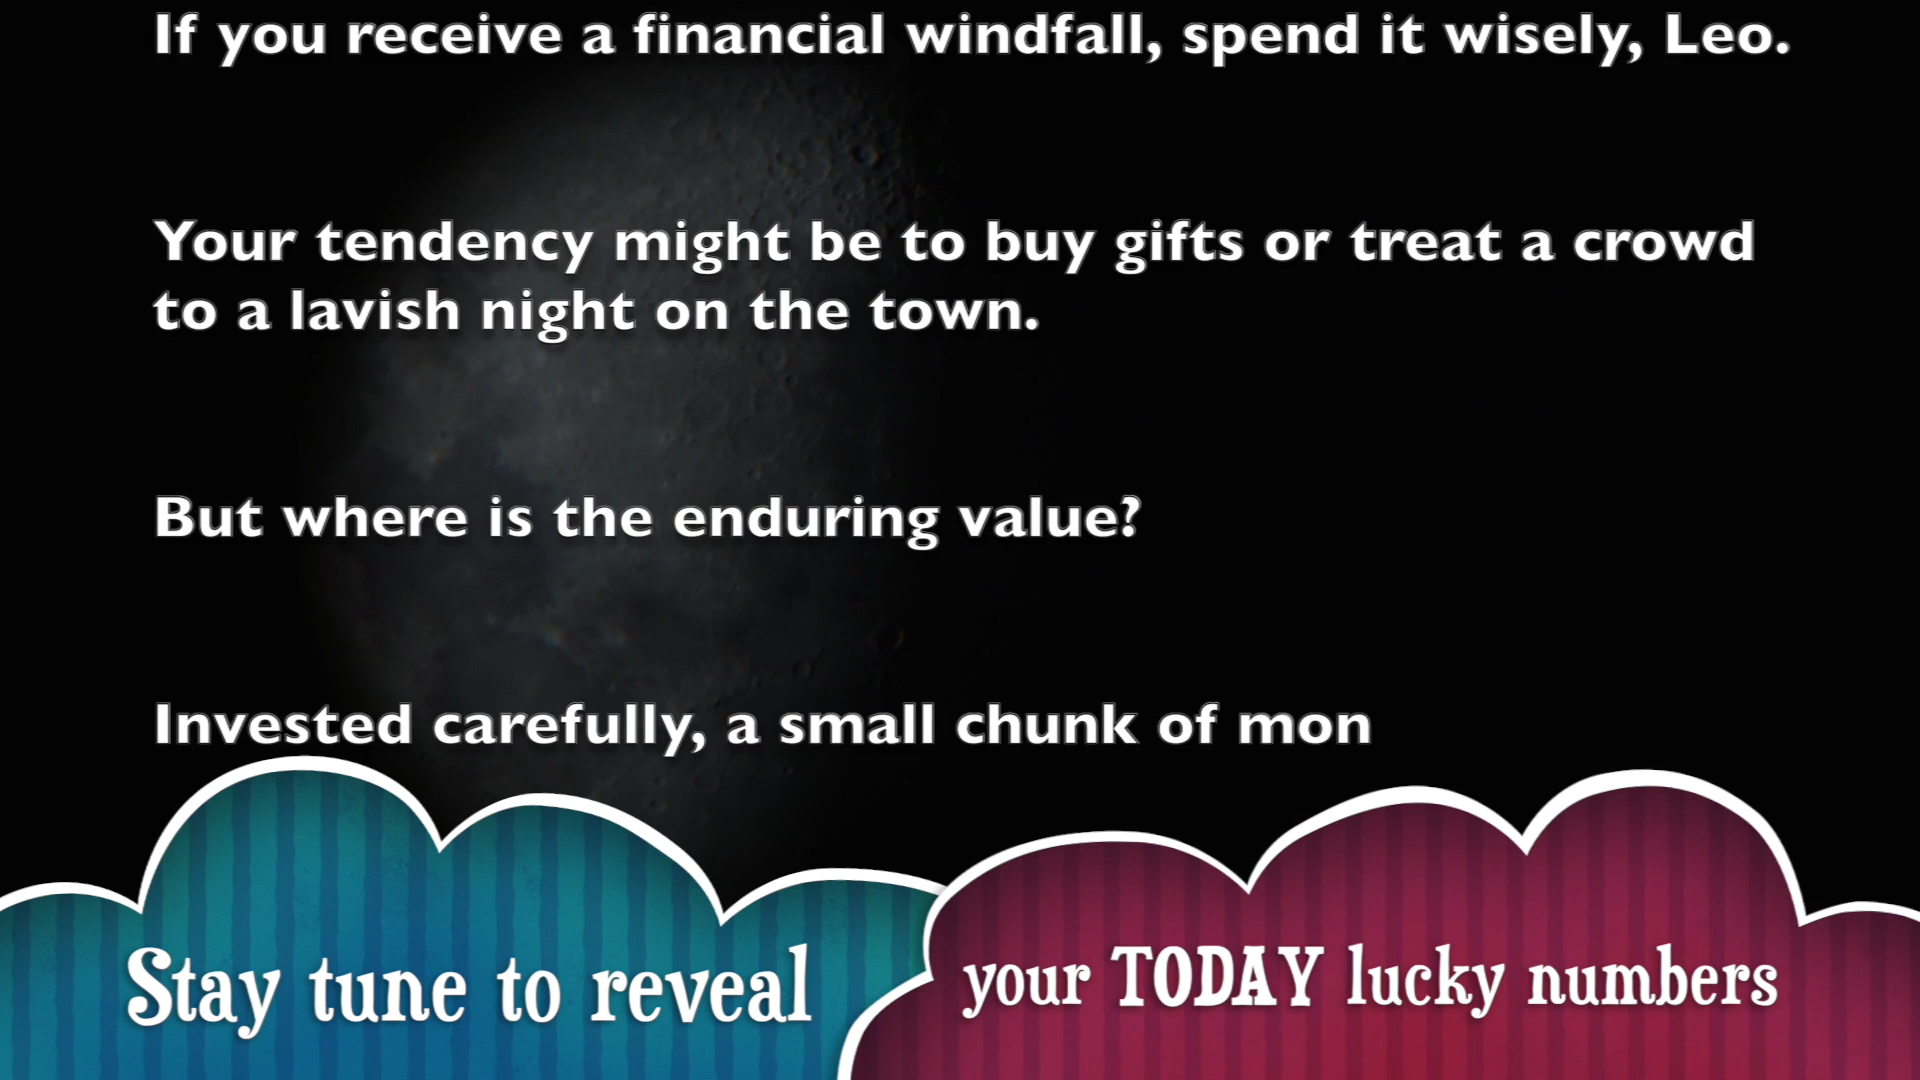 If you receive a financial windfall, spend it wisely, Leo.
Your tendency might be to buy gifts or treat a crowd
to a lavish night on the town.
But where is the enduring value?
Invested carefully, a small chunk of mon
Stay tune to reveal
your TODAY lucky numbers